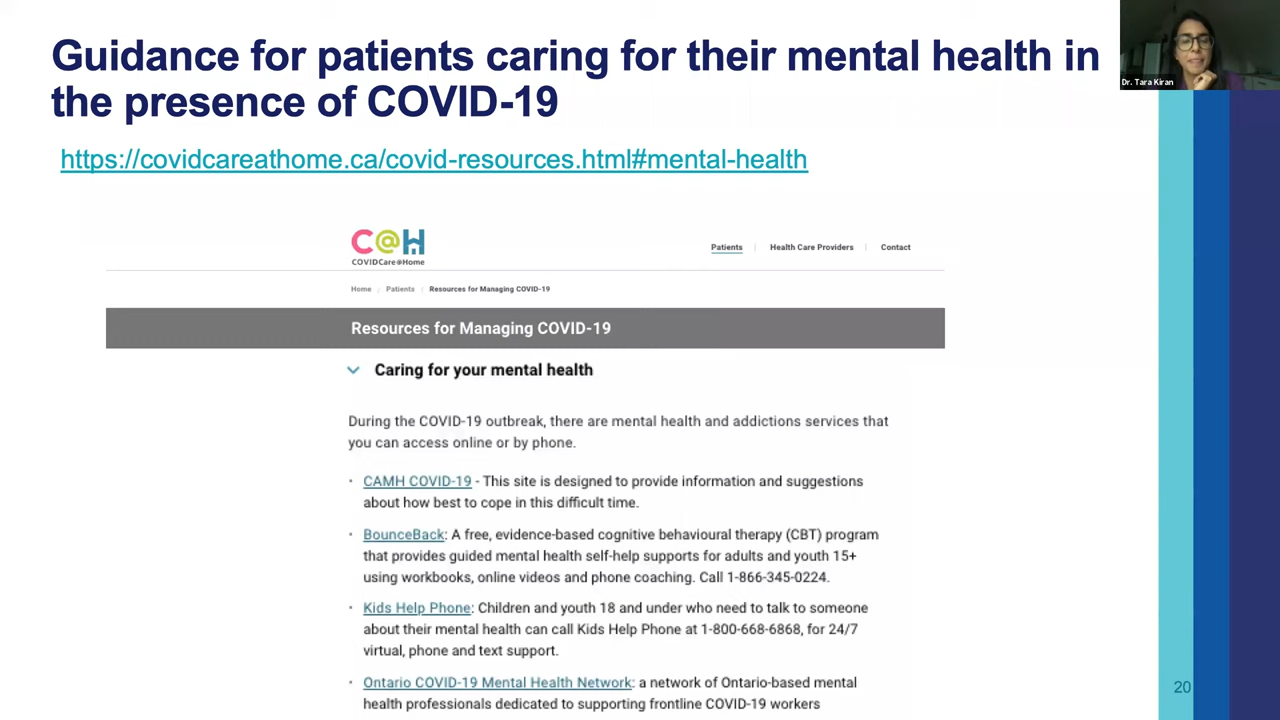 Guidance for patients caring for their mental health in
the presence of COVID-19
Dr. Tara Kiran
https://covidcareathome.ca/covid-resources.html#mental-health
C@H
COVIDCare@Home
Patients | Health Care Providers | Contact
Home / Patients / Resources for Managing COVID-19
Resources for Managing COVID-19
Caring for your mental health
During the COVID-19 outbreak, there are mental health and addictions services that
you can access online or by phone.
• CAMH COVID-19 - This site is designed to provide information and suggestions
about how best to cope in this difficult time.
• BounceBack: A free, evidence-based cognitive behavioural therapy (CBT) program
that provides guided mental health self-help supports for adults and youth 15+
using workbooks, online videos and phone coaching. Call 1-866-345-0224.
• Kids Help Phone: Children and youth 18 and under who need to talk to someone
about their mental health can call Kids Help Phone at 1-800-668-6868, for 24/7
virtual, phone and text support.
• Ontario COVID-19 Mental Health Network: a network of Ontario-based mental
health professionals dedicated to supporting frontline COVID-19 workers
20